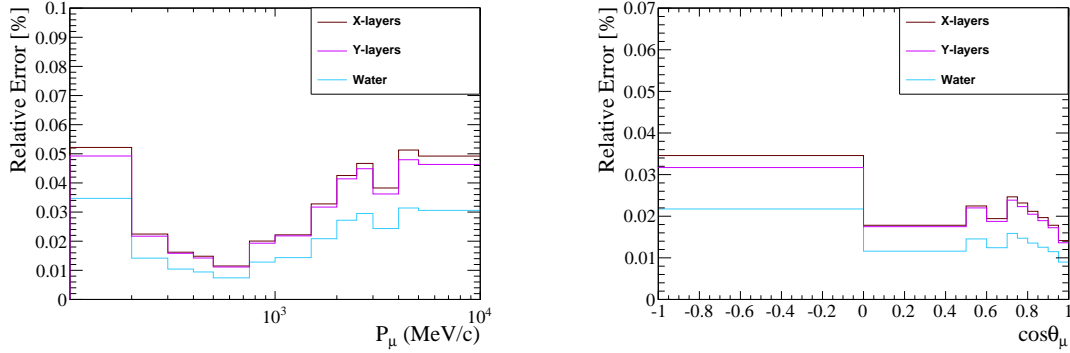 Relative Error [%]
0.1
0.09
0.08
0.07
0.06
0.05
0.04
0.03
0.02
0.01
0
X-layers
Y-layers
Water
10³
10⁴
P_μ (MeV/c)
Relative Error [%]
0.07
0.06
0.05
0.04
0.03
0.02
0.01
0
X-layers
Y-layers
Water
-1 -0.8 -0.6 -0.4 -0.2 0 0.2 0.4 0.6 0.8 1
cosθ_μ